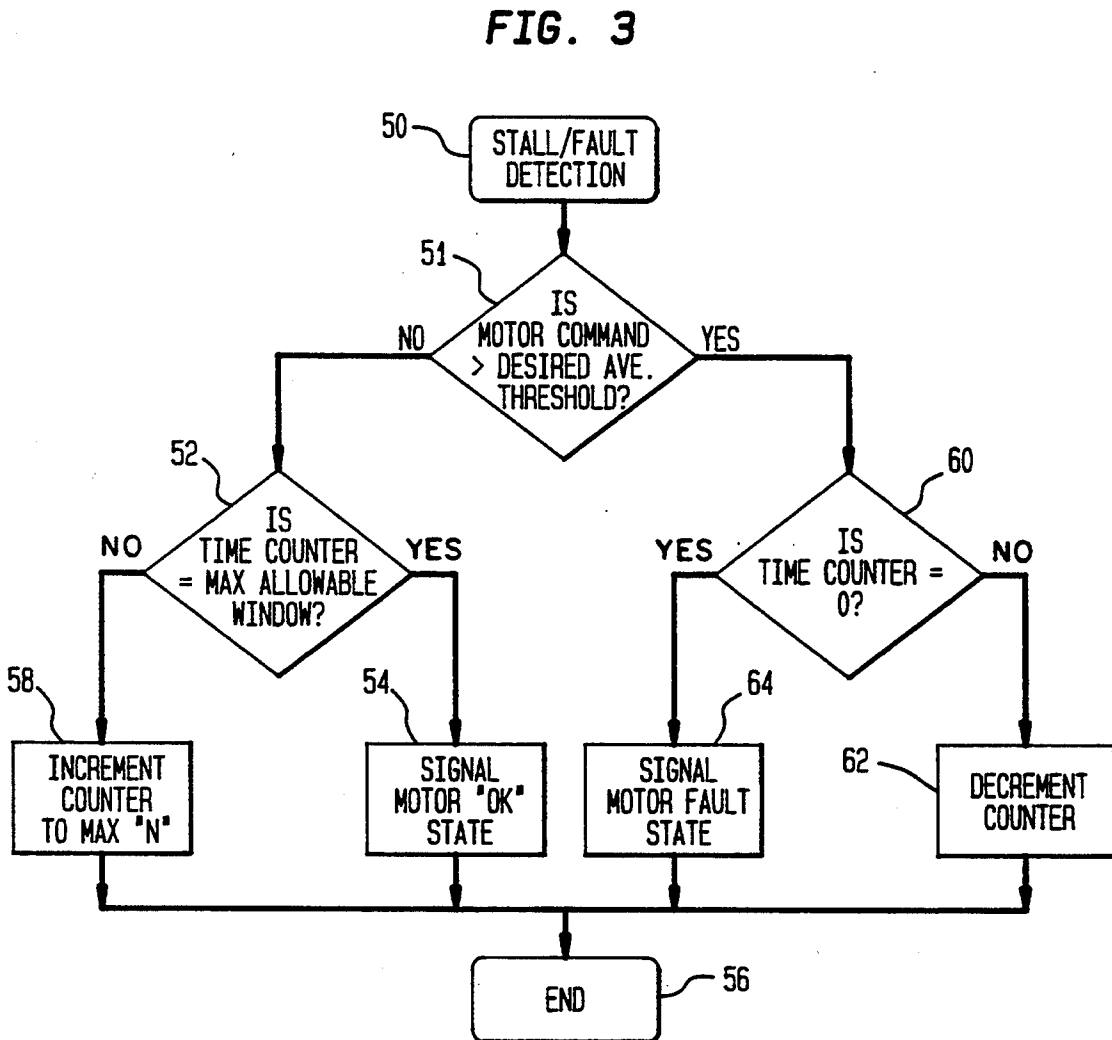 FIG. 3
50
STALL/FAULT
DETECTION
51
IS
MOTOR COMMAND
> DESIRED AVE.
THRESHOLD?
NO
YES
52
IS
TIME COUNTER
= MAX ALLOWABLE
WINDOW?
NO
YES
60
IS
TIME COUNTER =
0?
YES
NO
58
INCREMENT
COUNTER
TO MAX "N"
54
SIGNAL
MOTOR "OK"
STATE
64
SIGNAL
MOTOR FAULT
STATE
62
DECREMENT
COUNTER
END
56